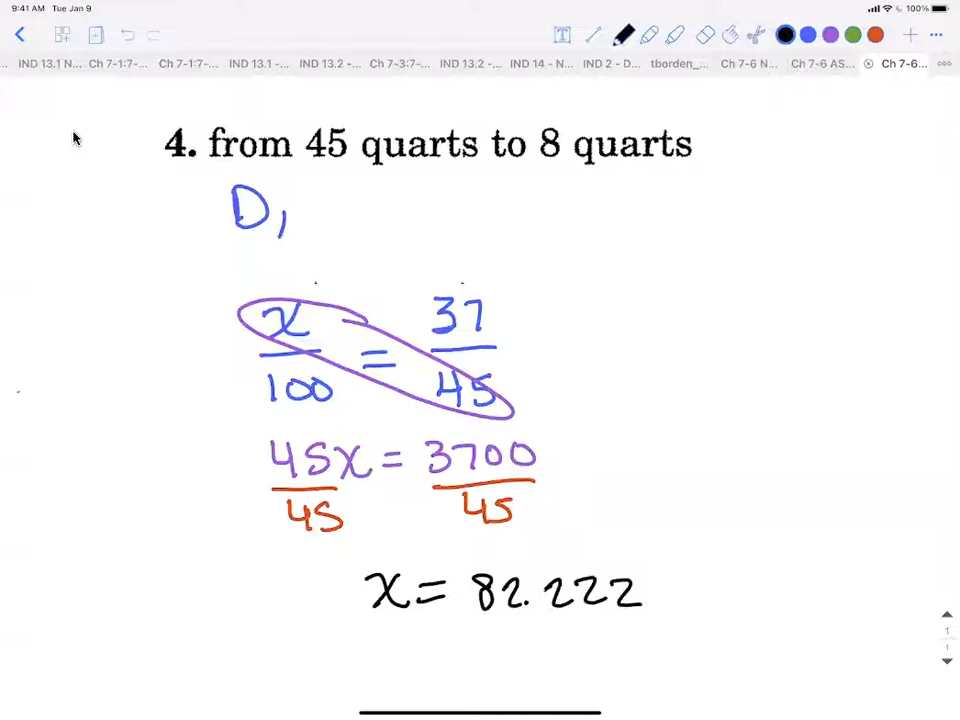 9:41 AM Tue Jan 9
100%
IND 13.1 N... Ch 7-1:7-... Ch 7-1:7-... IND 13.1 -... IND 13.2 -... Ch 7-3:7-... IND 13.2 -... IND 14 - N... IND 2 - D... tborden_... Ch 7-6 N... Ch 7-6 AS... Ch 7-6...
4. from 45 quarts to 8 quarts
D,
x/100 = 37/45
45x = 3700
45 45
x = 82.222
1
1